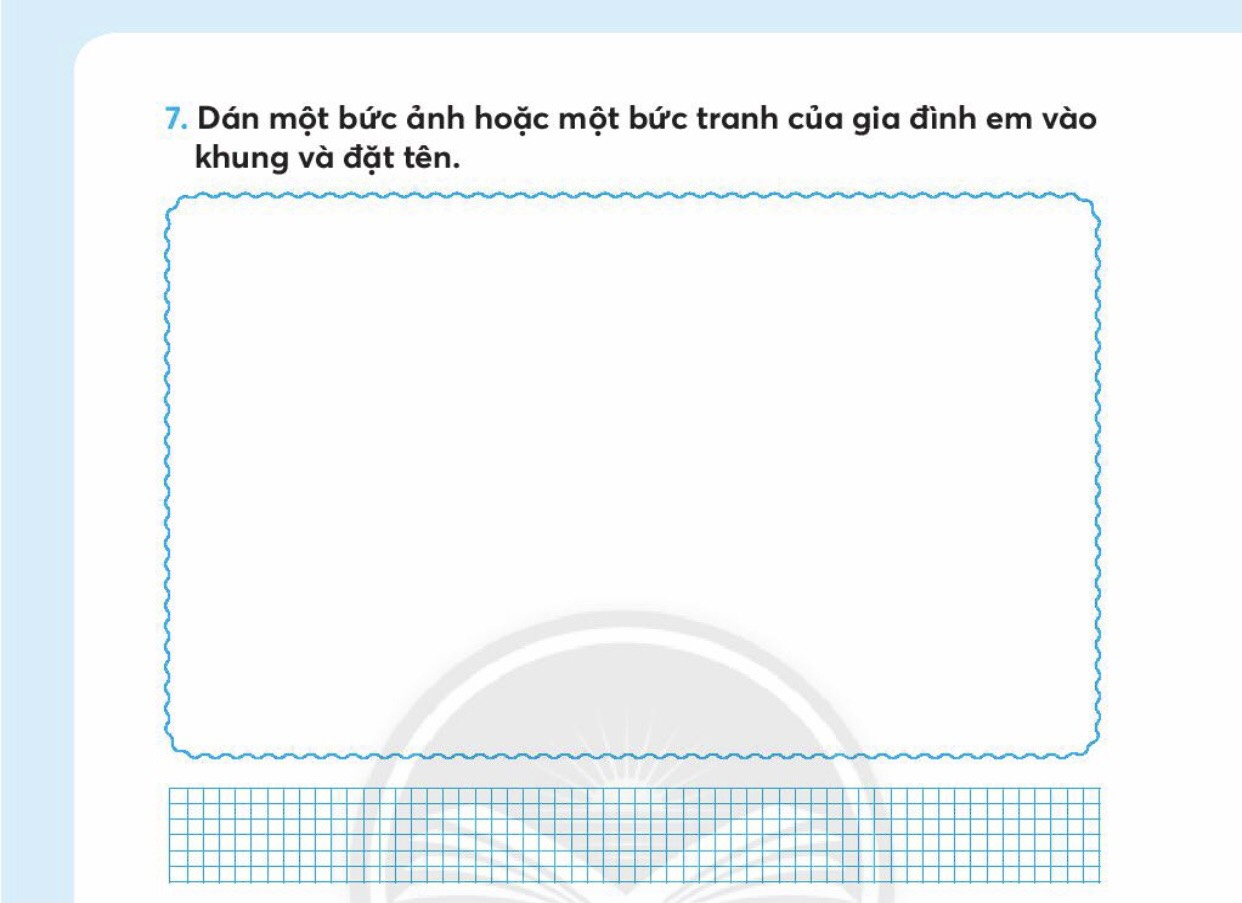 7. Dán một bức ảnh hoặc một bức tranh của gia đình em vào
khung và đặt tên.